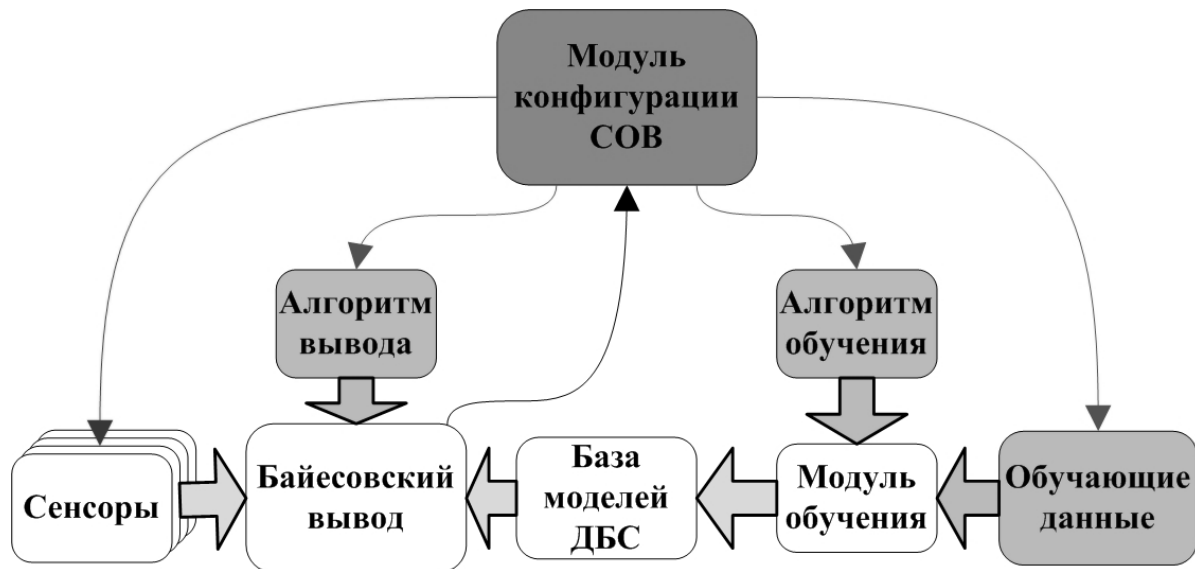 Модуль
конфигурации
СОВ
Алгоритм
вывода
Алгоритм
обучения
Сенсоры
Байесовский
вывод
База
моделей
ДБС
Модуль
обучения
Обучающие
данные